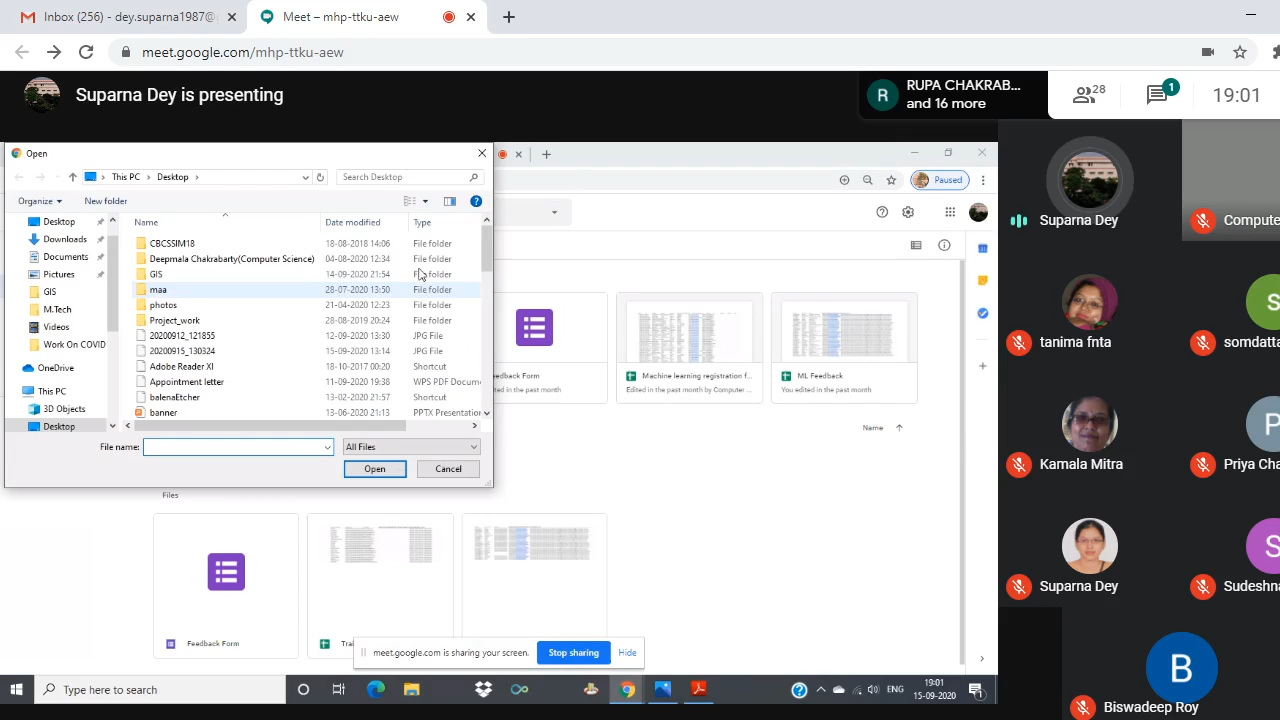 Inbox (256) - dey.suparna1987@
Meet – mhp-ttku-aew
meet.google.com/mhp-ttku-aew
Suparna Dey is presenting
R
RUPA CHAKRAB...
and 16 more
28
1
19:01
Open
This PC
Desktop
Search Desktop
Paused
Organize
New folder
Name
Date modified
Type
Desktop
Downloads
Documents
Pictures
GIS
M.Tech
Videos
Work On COVID
OneDrive
This PC
3D Objects
Desktop
CBCSSIM18 18-08-2018 14:06 File folder
Deepmala Chakrabarty(Computer Science) 04-08-2020 12:34 File folder
GIS 14-09-2020 21:54 File folder
maa 28-07-2020 13:50 File folder
photos 21-04-2020 12:23 File folder
Project_work 28-08-2019 20:24 File folder
20200912_121855 12-09-2020 13:30 JPG File
20200915_130324 15-09-2020 13:14 JPG File
Adobe Reader XI 18-10-2017 00:20 Shortcut
Appointment letter 11-09-2020 19:38 WPS PDF Docume
balenaEtcher 13-02-2020 21:57 Shortcut
banner 13-06-2020 21:13 PPTX Presentation
File name:
All Files
Open
Cancel
edback Form
ited in the past month
Machine learning registration f...
Edited in the past month by Computer ...
ML Feedback
You edited in the past month
Name
Files
Feedback Form
Tra
meet.google.com is sharing your screen.
Stop sharing
Hide
Type here to search
ENG
19:01
15-09-2020
1
Suparna Dey
Compute
tanima fnta
S
somdatta
Kamala Mitra
P
Priya Cha
Suparna Dey
S
Sudeshna
B
Biswadeep Roy